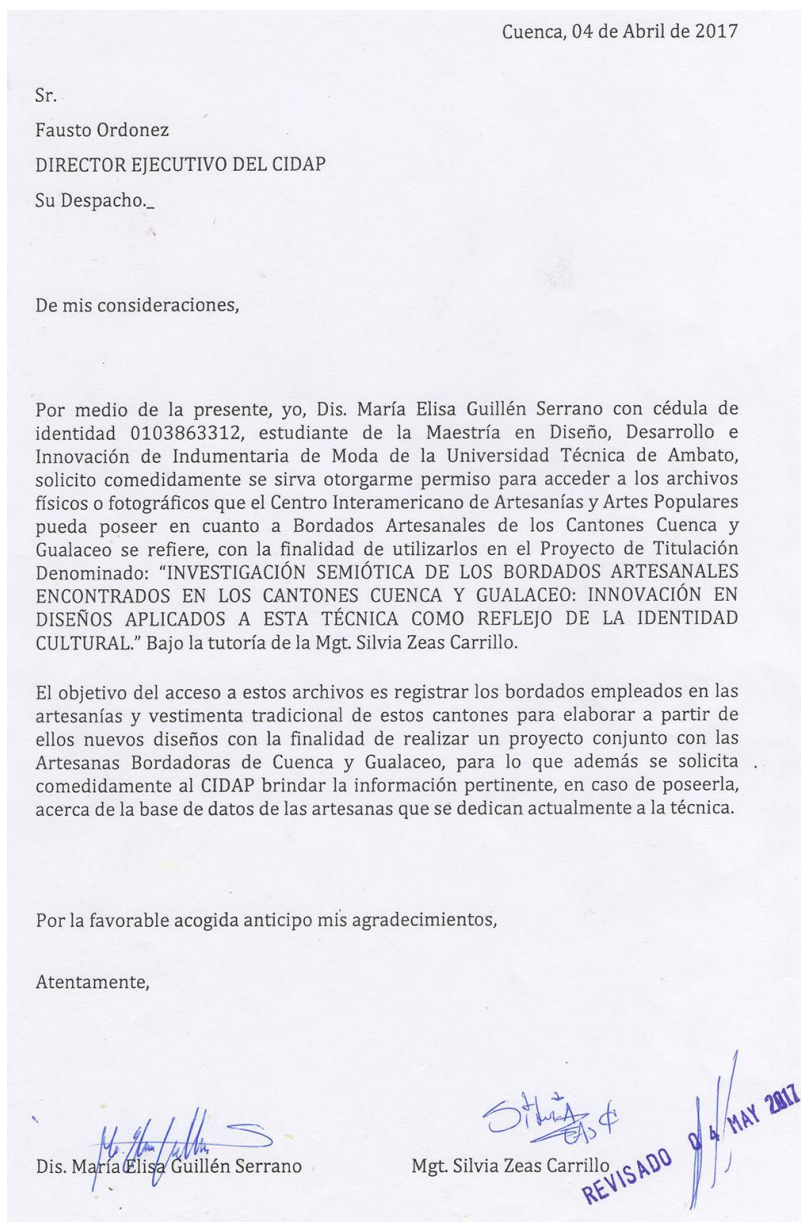 Cuenca, 04 de Abril de 2017
Sr.
Fausto Ordonez
DIRECTOR EJECUTIVO DEL CIDAP
Su Despacho._
De mis consideraciones,
Por medio de la presente, yo, Dis. María Elisa Guillén Serrano con cédula de
identidad 0103863312, estudiante de la Maestría en Diseño, Desarrollo e
Innovación de Indumentaria de Moda de la Universidad Técnica de Ambato,
solicito comedidamente se sirva otorgarme permiso para acceder a los archivos
físicos o fotográficos que el Centro Interamericano de Artesanías y Artes Populares
pueda poseer en cuanto a Bordados Artesanales de los Cantones Cuenca y
Gualaceo se refiere, con la finalidad de utilizarlos en el Proyecto de Titulación
Denominado: “INVESTIGACIÓN SEMIÓTICA DE LOS BORDADOS ARTESANALES
ENCONTRADOS EN LOS CANTONES CUENCA Y GUALACEO: INNOVACIÓN EN
DISEÑOS APLICADOS A ESTA TÉCNICA COMO REFLEJO DE LA IDENTIDAD
CULTURAL.” Bajo la tutoría de la Mgt. Silvia Zeas Carrillo.
El objetivo del acceso a estos archivos es registrar los bordados empleados en las
artesanías y vestimenta tradicional de estos cantones para elaborar a partir de
ellos nuevos diseños con la finalidad de realizar un proyecto conjunto con las
Artesanas Bordadoras de Cuenca y Gualaceo, para lo que además se solicita
comedidamente al CIDAP brindar la información pertinente, en caso de poseerla,
acerca de la base de datos de las artesanas que se dedican actualmente a la técnica.
Por la favorable acogida anticipo mis agradecimientos,
Atentamente,
Dis. María Elisa Guillén Serrano
Mgt. Silvia Zeas Carrillo
REVISADO 04 MAY 2017